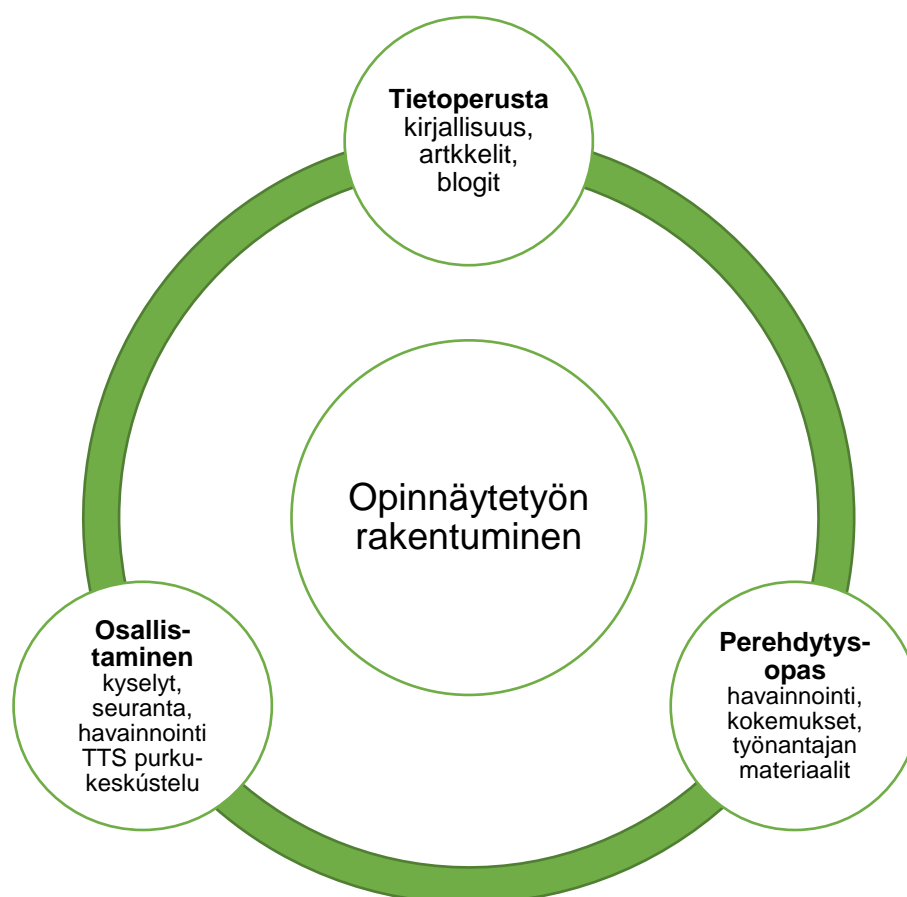 Tietoperusta
kirjallisuus,
artkkelit,
blogit
Opinnäytetyön
rakentuminen
Osallis-
taminen
kyselyt,
seuranta,
havainnointi
TTS purku-
keskústelu
Perehdytys-
opas
havainnointi,
kokemukset,
työnantajan
materiaalit